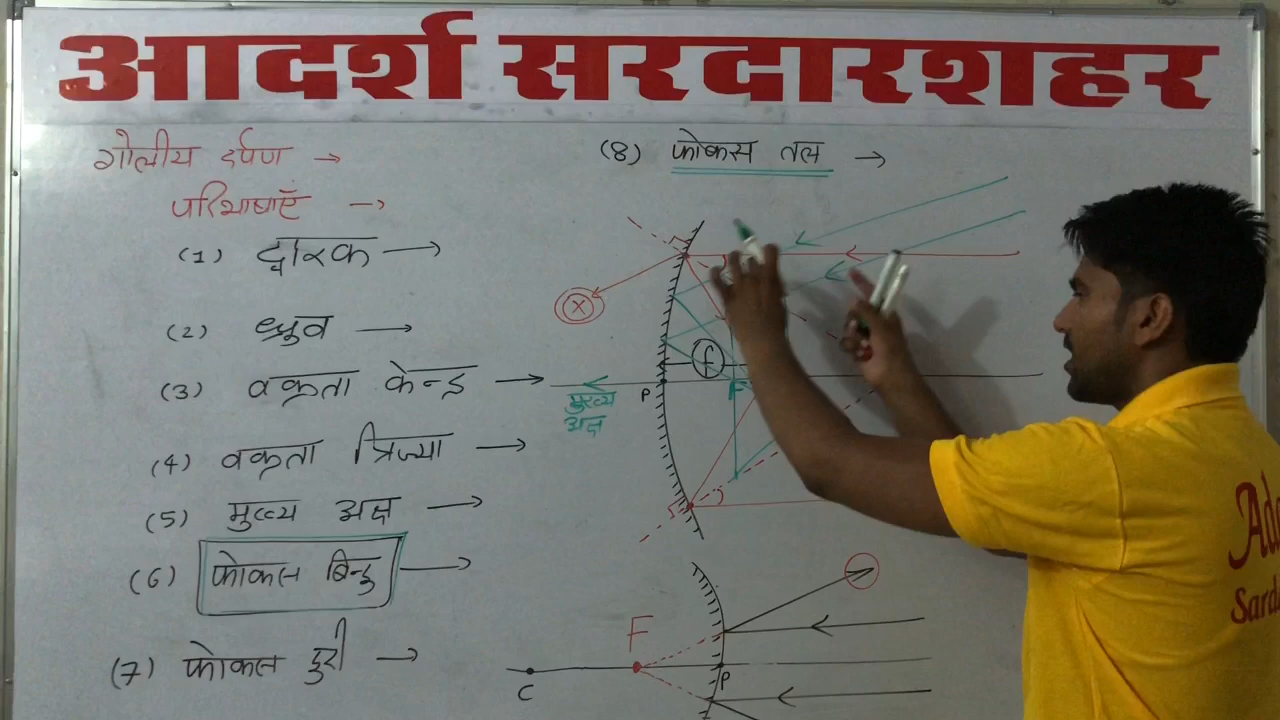 आदर्श सरदारशहर
गोलीय दर्पण →
परिभाषाएँ →
(1) द्वारक →
(2) ध्रुव →
(3) वक्रता केन्द्र →
(4) वक्रता त्रिज्या →
(5) मुख्य अक्ष →
(6) फोकस बिन्दु →
(7) फोकस दुरी →
(8) फोकस तल →
x
f
P
F
मुख्य
अक्ष
F
C
P
Ada
Sard